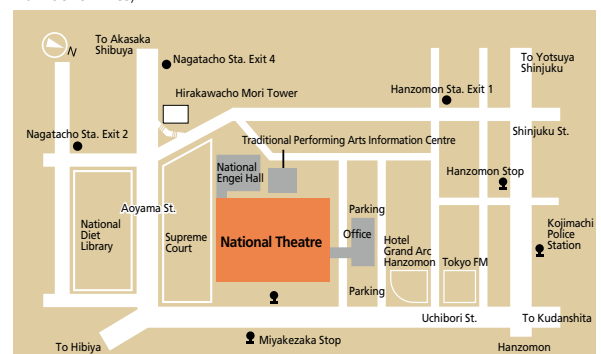 N
To Akasaka
Shibuya
Nagatacho Sta. Exit 4
To Yotsuya
Shinjuku
Hirakawacho Mori Tower
Hanzomon Sta. Exit 1
Nagatacho Sta. Exit 2
Traditional Performing Arts Information Centre
Shinjuku St.
National
Engei Hall
Hanzomon Stop
Aoyama St.
National
Diet
Library
Supreme
Court
National Theatre
Parking
Office
Hotel
Grand Arc
Hanzomon
Tokyo FM
Kojimachi
Police
Station
Parking
Uchibori St.
To Kudanshita
To Hibiya
Miyakezaka Stop
Hanzomon